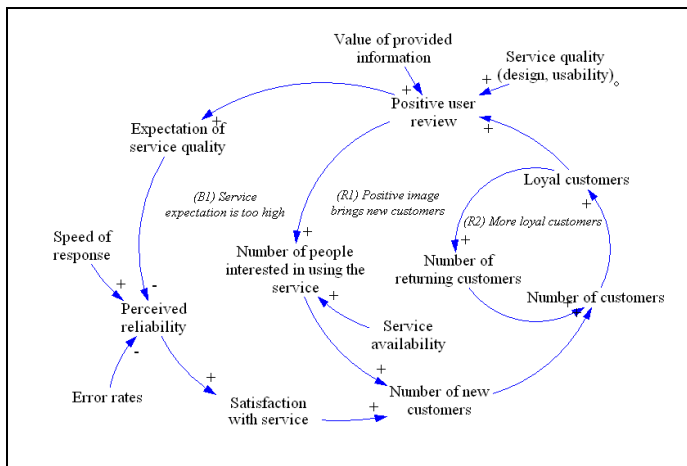 Value of provided
information
Service quality
(design, usability)
+
+
Positive user
review
+
+
Expectation of
service quality
Loyal customers
(B1) Service
expectation is too high
(R1) Positive image
brings new customers
+
(R2) More loyal customers
+
+
Speed of
response
Number of people
interested in using the
service
Number of
returning customers
+
+
-
+
Number of customers
Perceived
reliability
Service
availability
-
+
+
Error rates
Satisfaction
with service
+
Number of new
customers